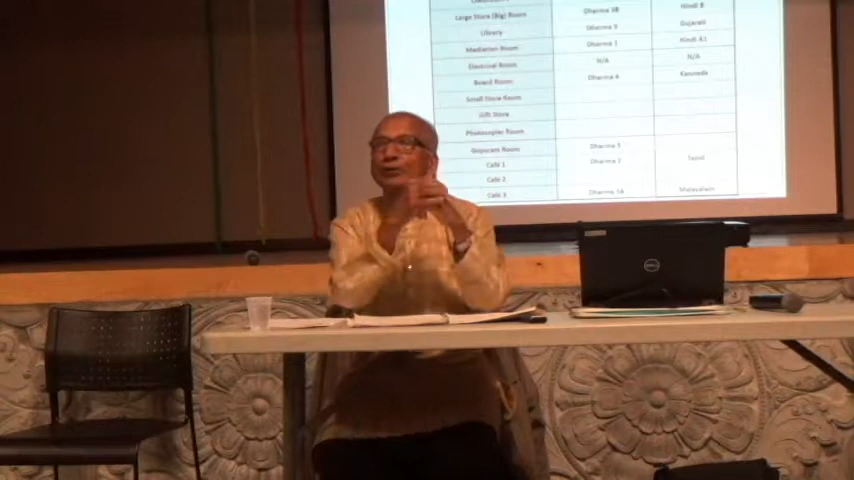 Large Store (Big) Room Dharma 3B Hindi B
Library Dharma 9 Gujarati
Meditation Room Dharma 1 Hindi A1
Electrical Room N/A N/A
Board Room Dharma 4 Kannada
Small Store Room
Gift Store
Photocopier Room
Gopuram Room Dharma 5
Café 1 Dharma 2 Tamil
Café 2
Café 3 Dharma 1A Malayalam
DELL